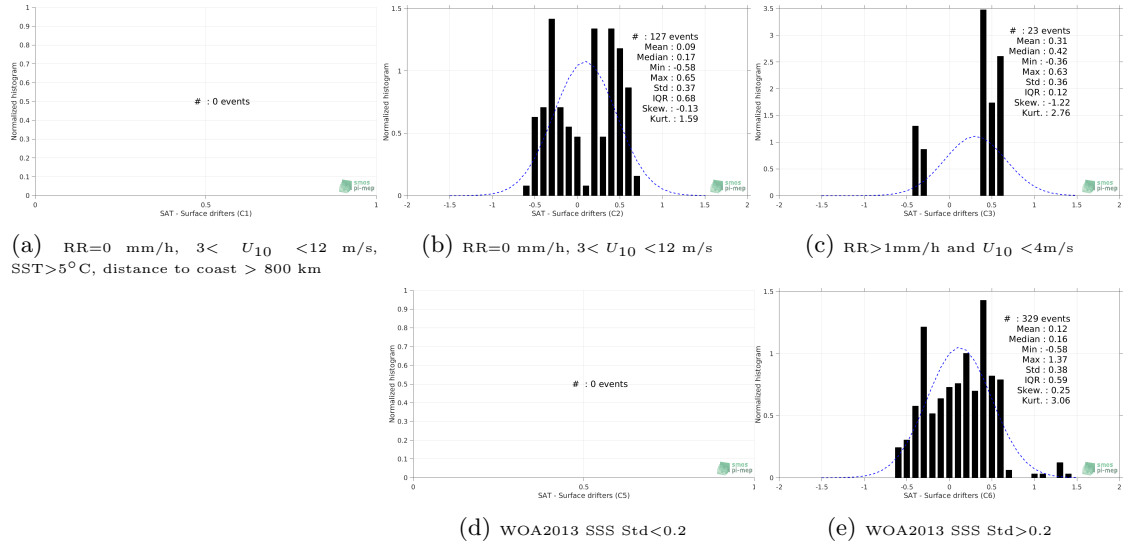 1
0.9
0.8
0.7
0.6
0.5
0.4
0.3
0.2
0.1
0
Normalized histogram
# : 0 events
0 0.5 1
SAT - Surface drifters (C1)
smos
pi-mep
(a) RR=0 mm/h, 3< U10 <12 m/s,
SST>5°C, distance to coast > 800 km
1.5
1
0.5
0
Normalized histogram
# : 127 events
Mean : 0.09
Median : 0.17
Min : -0.58
Max : 0.65
Std : 0.37
IQR : 0.68
Skew. : -0.13
Kurt. : 1.59
-2 -1.5 -1 -0.5 0 0.5 1 1.5 2
SAT - Surface drifters (C2)
smos
pi-mep
(b) RR=0 mm/h, 3< U10 <12 m/s
3.5
3
2.5
2
1.5
1
0.5
0
Normalized histogram
# : 23 events
Mean : 0.31
Median : 0.42
Min : -0.36
Max : 0.63
Std : 0.36
IQR : 0.12
Skew. : -1.22
Kurt. : 2.76
-2 -1.5 -1 -0.5 0 0.5 1 1.5 2
SAT - Surface drifters (C3)
smos
pi-mep
(c) RR>1mm/h and U10 <4m/s
1
0.9
0.8
0.7
0.6
0.5
0.4
0.3
0.2
0.1
0
Normalized histogram
# : 0 events
0 0.5 1
SAT - Surface drifters (C5)
smos
pi-mep
(d) WOA2013 SSS Std<0.2
1.5
1
0.5
0
Normalized histogram
# : 329 events
Mean : 0.12
Median : 0.16
Min : -0.58
Max : 1.37
Std : 0.38
IQR : 0.59
Skew. : 0.25
Kurt. : 3.06
-2 -1.5 -1 -0.5 0 0.5 1 1.5 2
SAT - Surface drifters (C6)
smos
pi-mep
(e) WOA2013 SSS Std>0.2